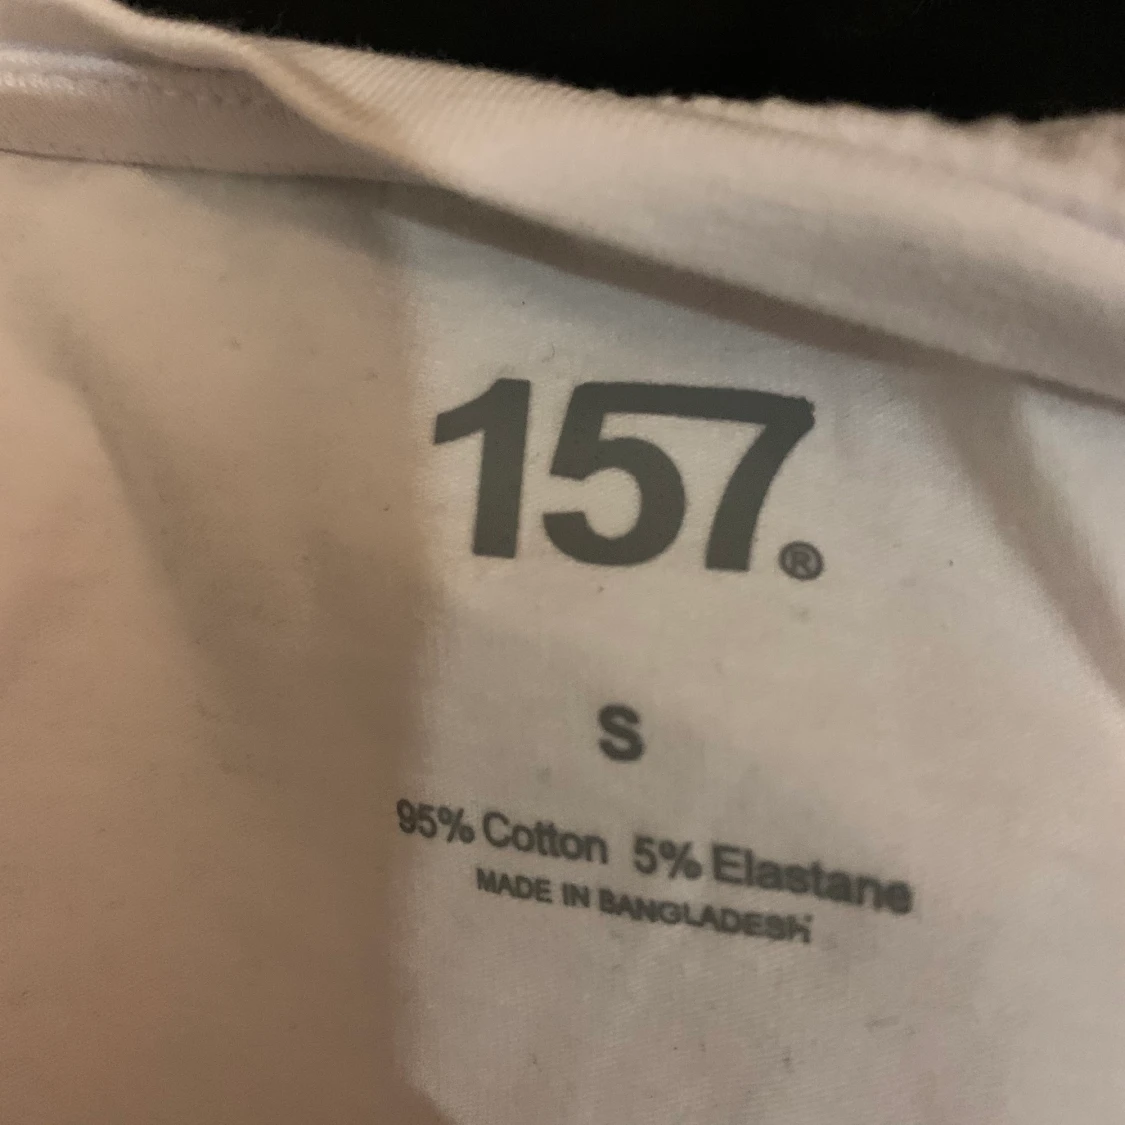 157®
S
95% Cotton 5% Elastane
MADE IN BANGLADESH